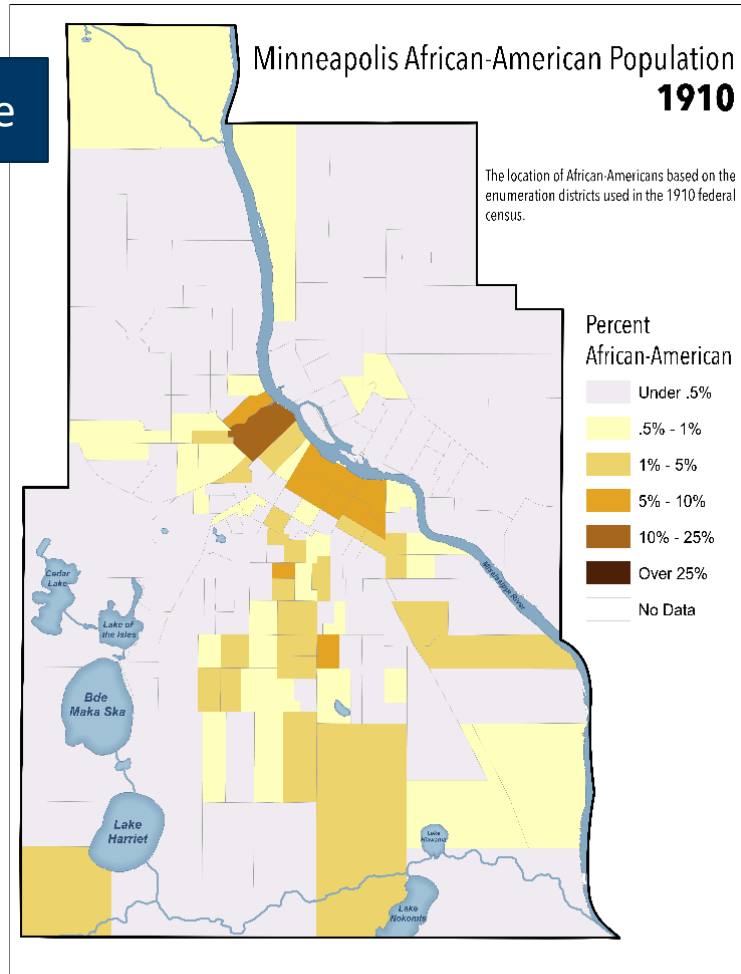 e
Minneapolis African-American Population
1910
The location of African-Americans based on the
enumeration districts used in the 1910 federal
census.
Percent
African-American
Under .5%
.5% - 1%
1% - 5%
5% - 10%
10% - 25%
Over 25%
No Data
Mississippi River
Cedar
Lake
Lake of
the Isles
Bde
Maka Ska
Lake
Harriet
Lake
Hiawatha
Lake
Nokomis